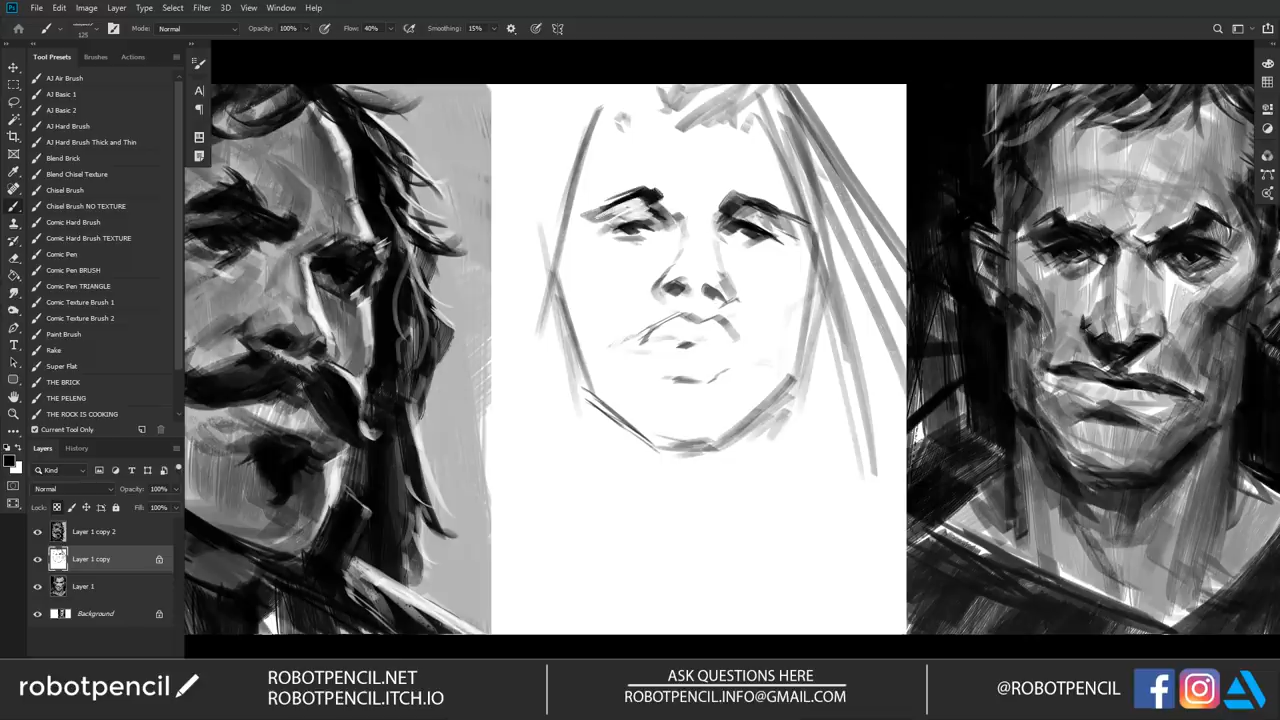 Ps File Edit Image Layer Type Select Filter 3D View Window Help
125 Mode: Normal Opacity: 100% Flow: 40% Smoothing: 15%
Tool Presets Brushes Actions
AJ Air Brush
AJ Basic 1
AJ Basic 2
AJ Hard Brush
AJ Hard Brush Thick and Thin
Blend Brick
Blend Chisel Texture
Chisel Brush
Chisel Brush NO TEXTURE
Comic Hard Brush
Comic Hard Brush TEXTURE
Comic Pen
Comic Pen BRUSH
Comic Pen TRIANGLE
Comic Texture Brush 1
Comic Texture Brush 2
Paint Brush
Rake
Super Flat
THE BRICK
THE PELENG
THE ROCK IS COOKING
Current Tool Only
Layers History
Kind
Normal Opacity: 100%
Lock: Fill: 100%
Layer 1 copy 2
Layer 1 copy
Layer 1
Background
robotpencil
ROBOTPENCIL.NET
ROBOTPENCIL.ITCH.IO
ASK QUESTIONS HERE
ROBOTPENCIL.INFO@GMAIL.COM
@ROBOTPENCIL